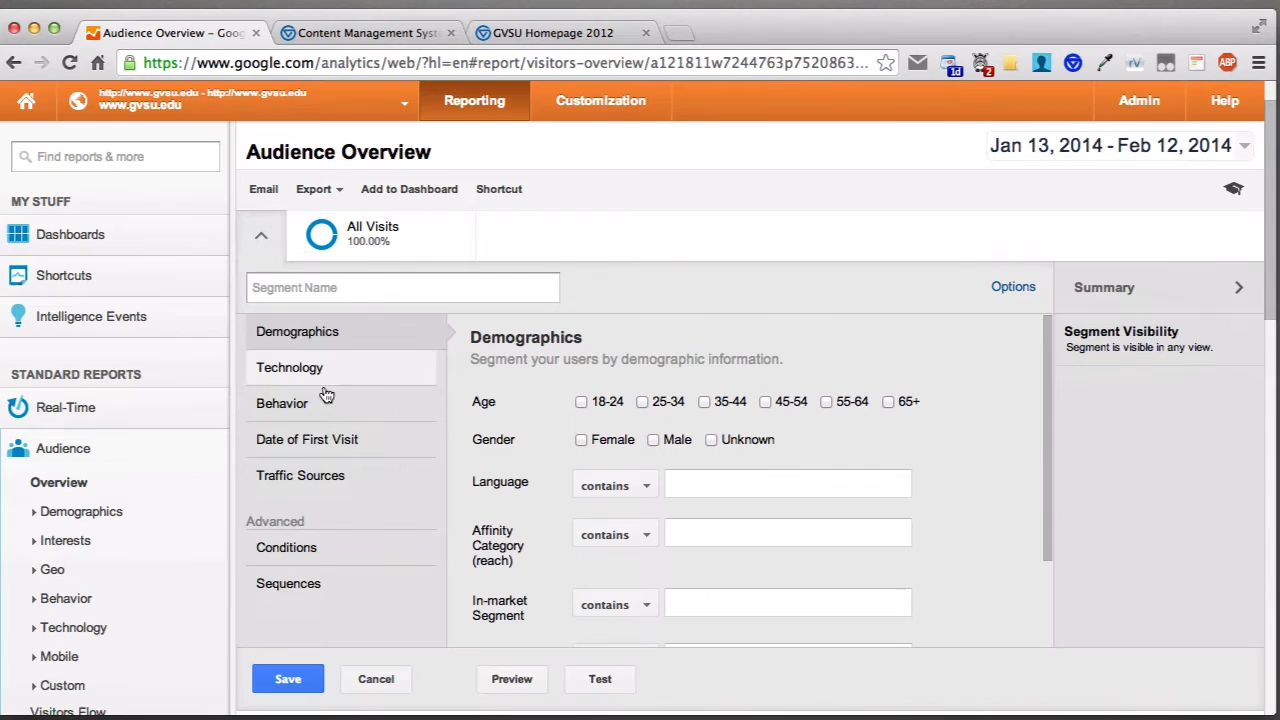 Audience Overview – Goog
Content Management Syst
GVSU Homepage 2012
https://www.google.com/analytics/web/?hl=en#report/visitors-overview/a121811w7244763p7520863...
1d
2
ABP
http://www.gvsu.edu - http://www.gvsu.edu
www.gvsu.edu
Reporting
Customization
Admin
Help
Find reports & more
MY STUFF
Dashboards
Shortcuts
Intelligence Events
STANDARD REPORTS
Real-Time
Audience
Overview
Demographics
Interests
Geo
Behavior
Technology
Mobile
Custom
Visitors Flow
Audience Overview
Jan 13, 2014 - Feb 12, 2014
Email
Export
Add to Dashboard
Shortcut
All Visits
100.00%
Segment Name
Options
Demographics
Technology
Behavior
Date of First Visit
Traffic Sources
Advanced
Conditions
Sequences
Demographics
Segment your users by demographic information.
Age
18-24
25-34
35-44
45-54
55-64
65+
Gender
Female
Male
Unknown
Language
contains
Affinity
Category
(reach)
contains
In-market
Segment
contains
Summary
Segment Visibility
Segment is visible in any view.
Save
Cancel
Preview
Test